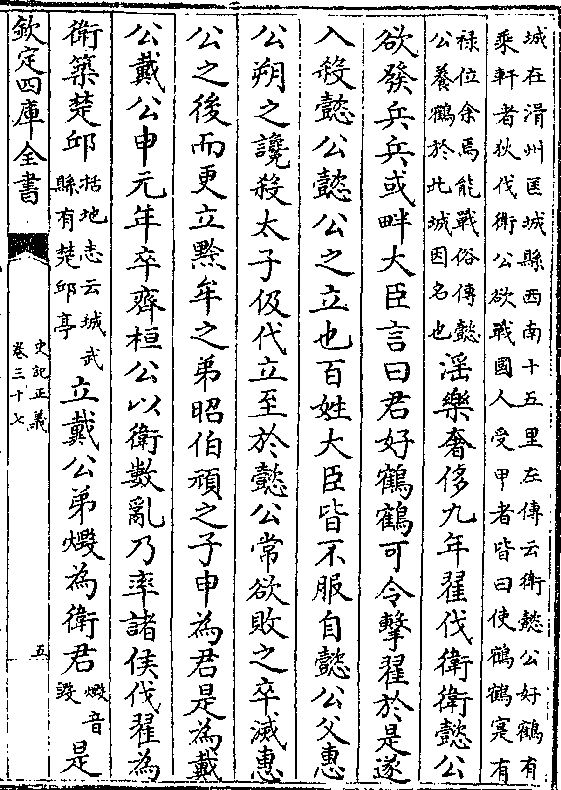 城在滑州匡城縣西南十五里左傳云衛懿公好鶴有
乘軒者狄伐衛公欲戰國人受甲者皆曰使鶴鶴寔有
祿位余焉能戰俗傳懿
公養鶴於此城因名也
滛樂奢侈九年翟伐衛衛懿公
欲發兵兵或畔大臣言曰君好鶴鶴可令擊翟於是遂
入殺懿公懿公之立也百姓大臣皆不服自懿公父惠
公朔之讒殺太子伋代立至於懿公常欲敗之卒滅惠
公之後而更立黔牟之弟昭伯頑之子申為君是為戴
公戴公申元年卒齊桓公以衛數亂乃率諸侯伐翟為
衛築楚邱
括地志云城武
縣有楚邱亭
立戴公弟燬為衛君
燬音
毀
是
欽定四庫全書
史記正義
卷三十七
五